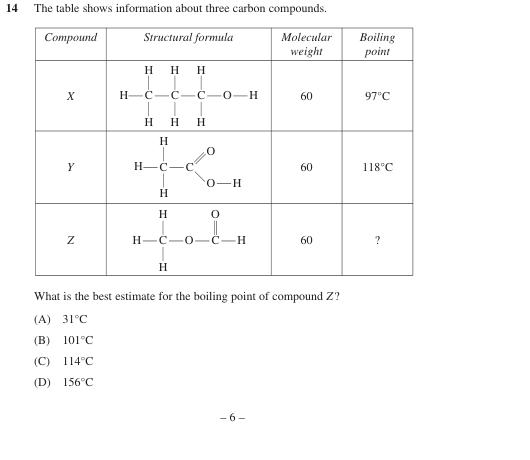 14 The table shows information about three carbon compounds.
Compound Structural formula Molecular weight Boiling point
H H H
X H—C—C—C—O—H 60 97°C
H H H
H
O
Y H—C—C 60 118°C
O—H
H
H O
Z H—C—O—C—H 60 ?
H
What is the best estimate for the boiling point of compound Z?
(A) 31°C
(B) 101°C
(C) 114°C
(D) 156°C
– 6 –